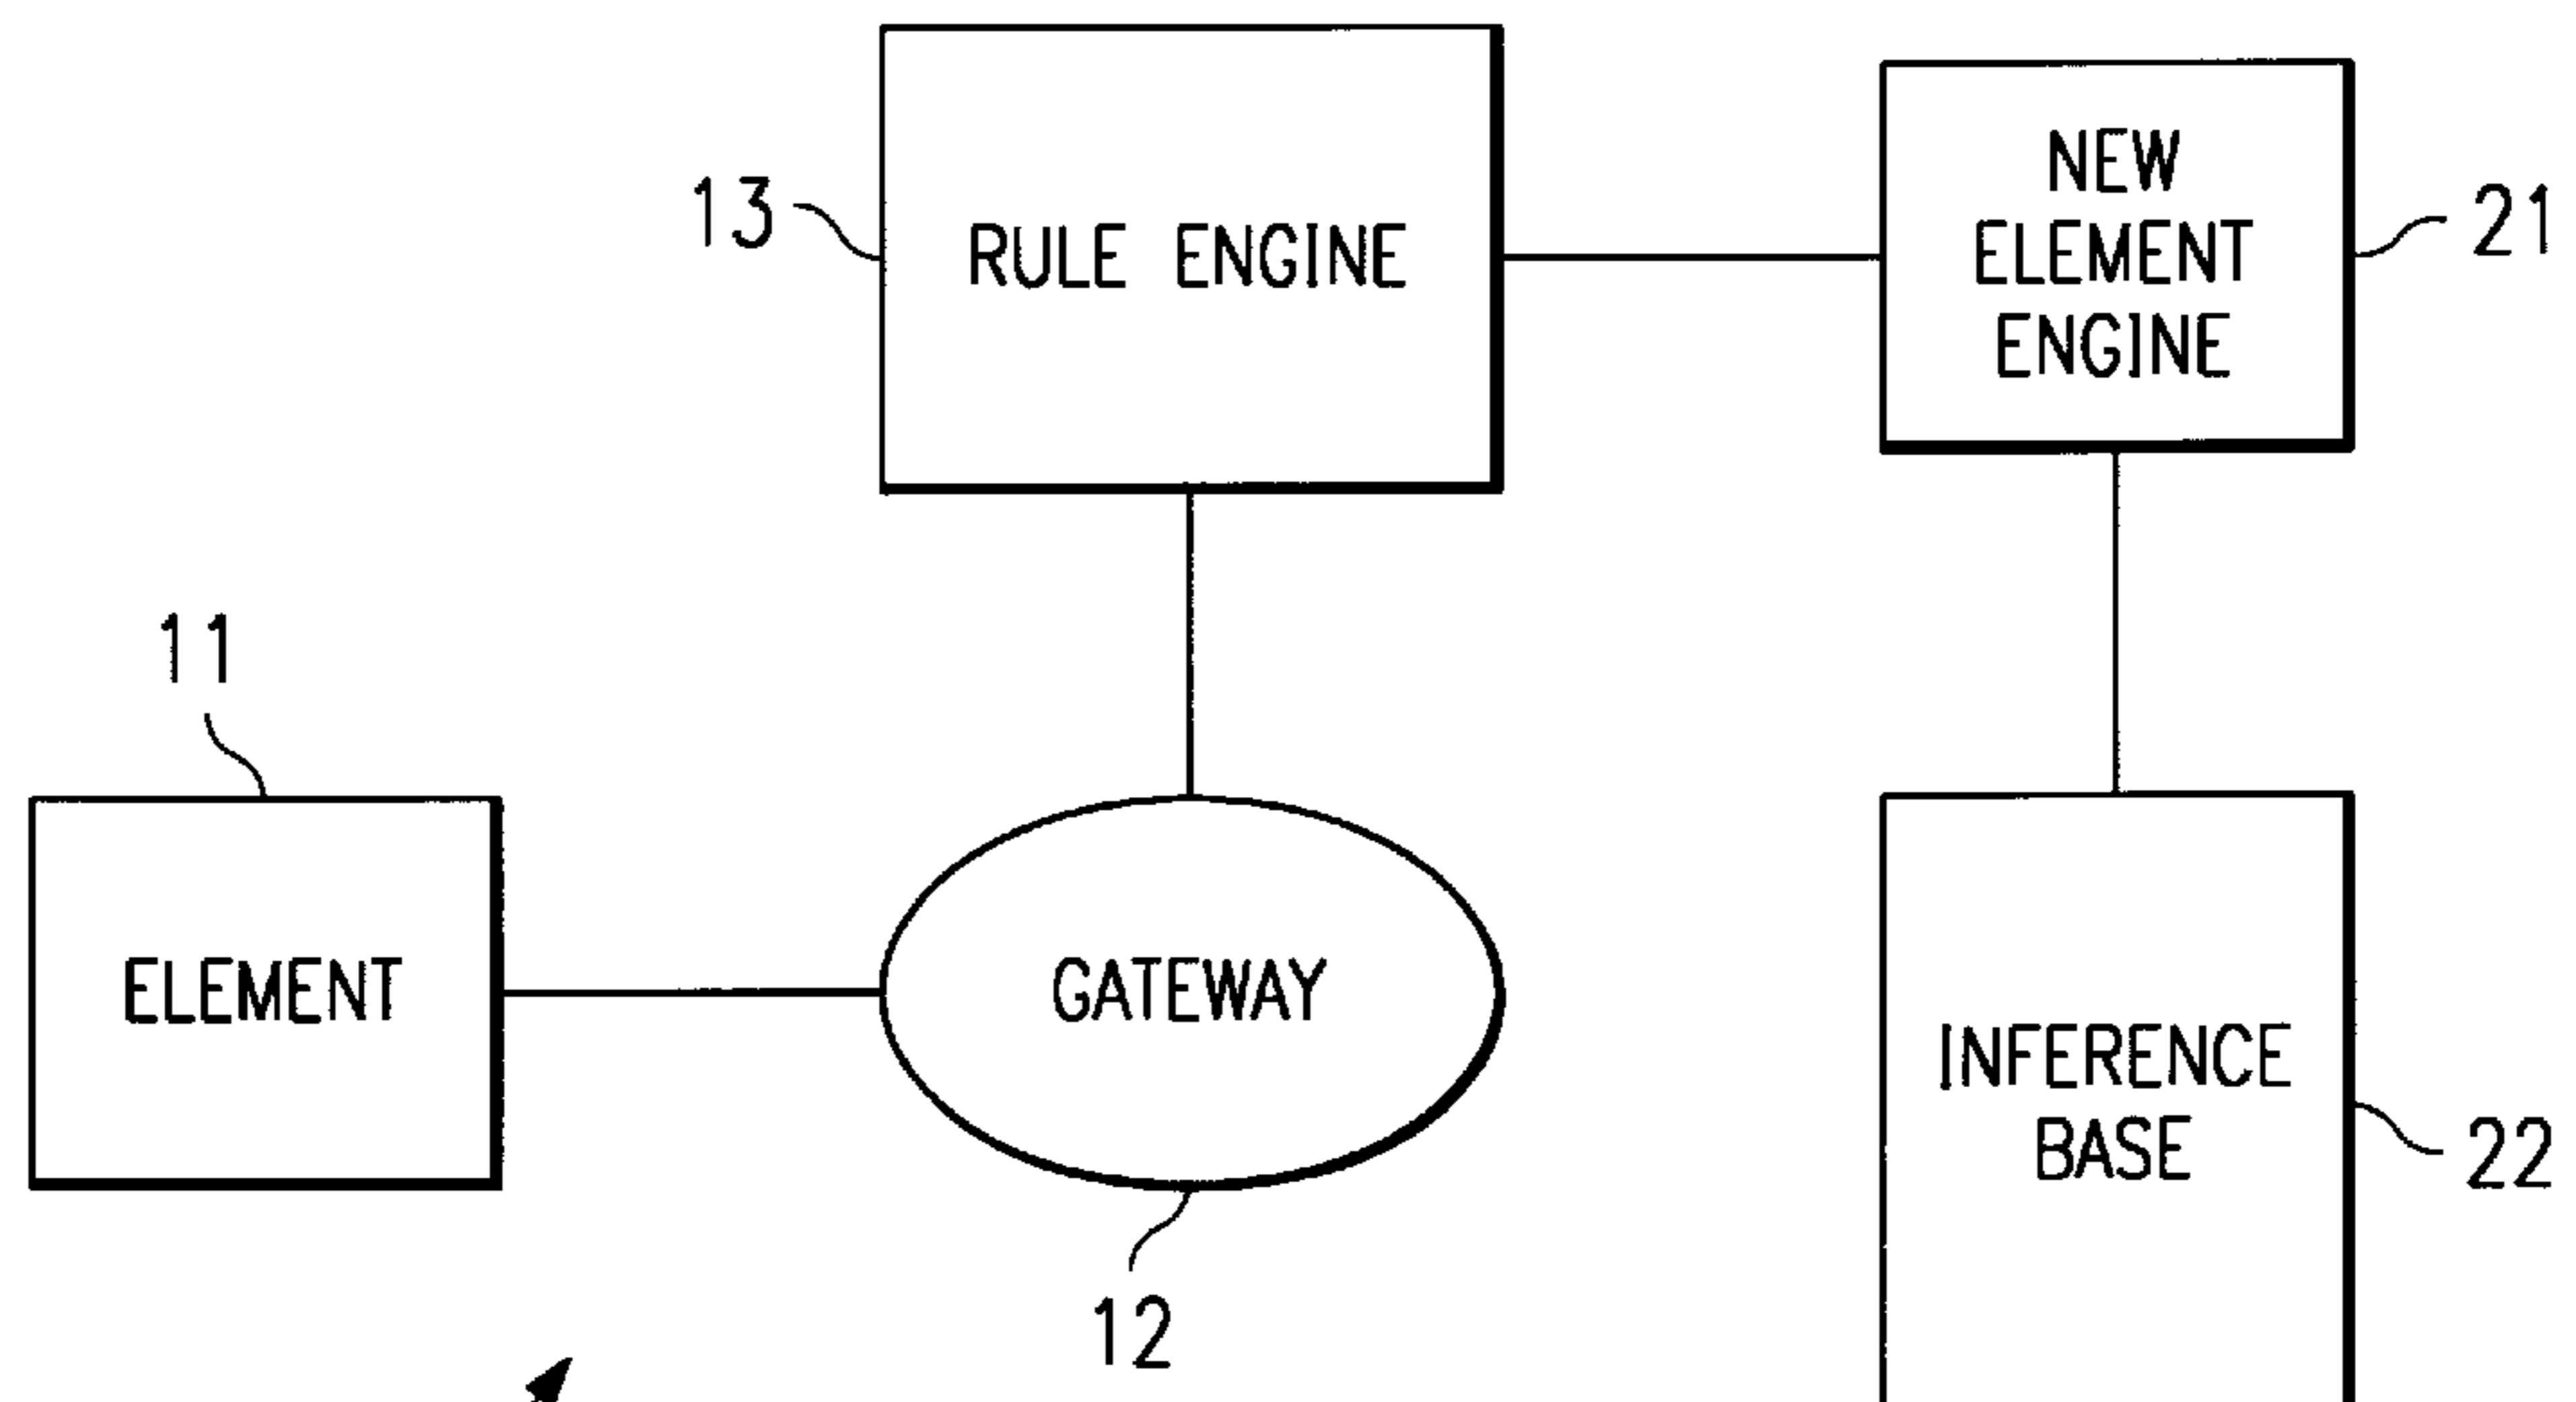 13
RULE ENGINE
NEW
ELEMENT
ENGINE
21
11
ELEMENT
GATEWAY
12
INFERENCE
BASE
22